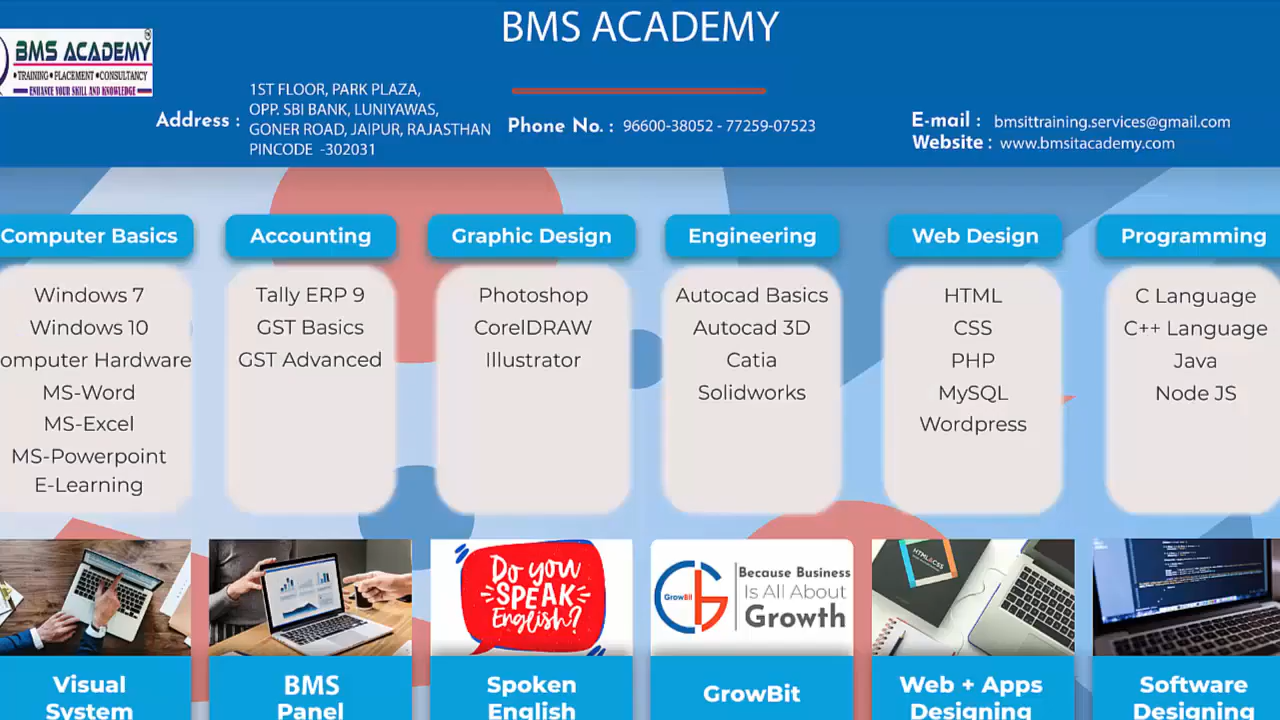 BMS ACADEMY
BMS ACADEMY
• TRAINING • PLACEMENT • CONSULTANCY
ENHANCE YOUR SKILL AND KNOWLEDGE
Address :
1ST FLOOR, PARK PLAZA,
OPP. SBI BANK, LUNIYAWAS,
GONER ROAD, JAIPUR, RAJASTHAN
PINCODE -302031
Phone No. : 96600-38052 - 77259-07523
E-mail : bmsittraining.services@gmail.com
Website : www.bmsitacademy.com
Computer Basics
Windows 7
Windows 10
omputer Hardware
MS-Word
MS-Excel
MS-Powerpoint
E-Learning
Accounting
Tally ERP 9
GST Basics
GST Advanced
Graphic Design
Photoshop
CorelDRAW
Illustrator
Engineering
Autocad Basics
Autocad 3D
Catia
Solidworks
Web Design
HTML
CSS
PHP
MySQL
Wordpress
Programming
C Language
C++ Language
Java
Node JS
Visual
System
BMS
Panel
Do you
SPEAK
English?
Spoken
English
GrowBit
Because Business
Is All About
Growth
GrowBit
HTML&CSS
Web + Apps
Designing
Software
Designing